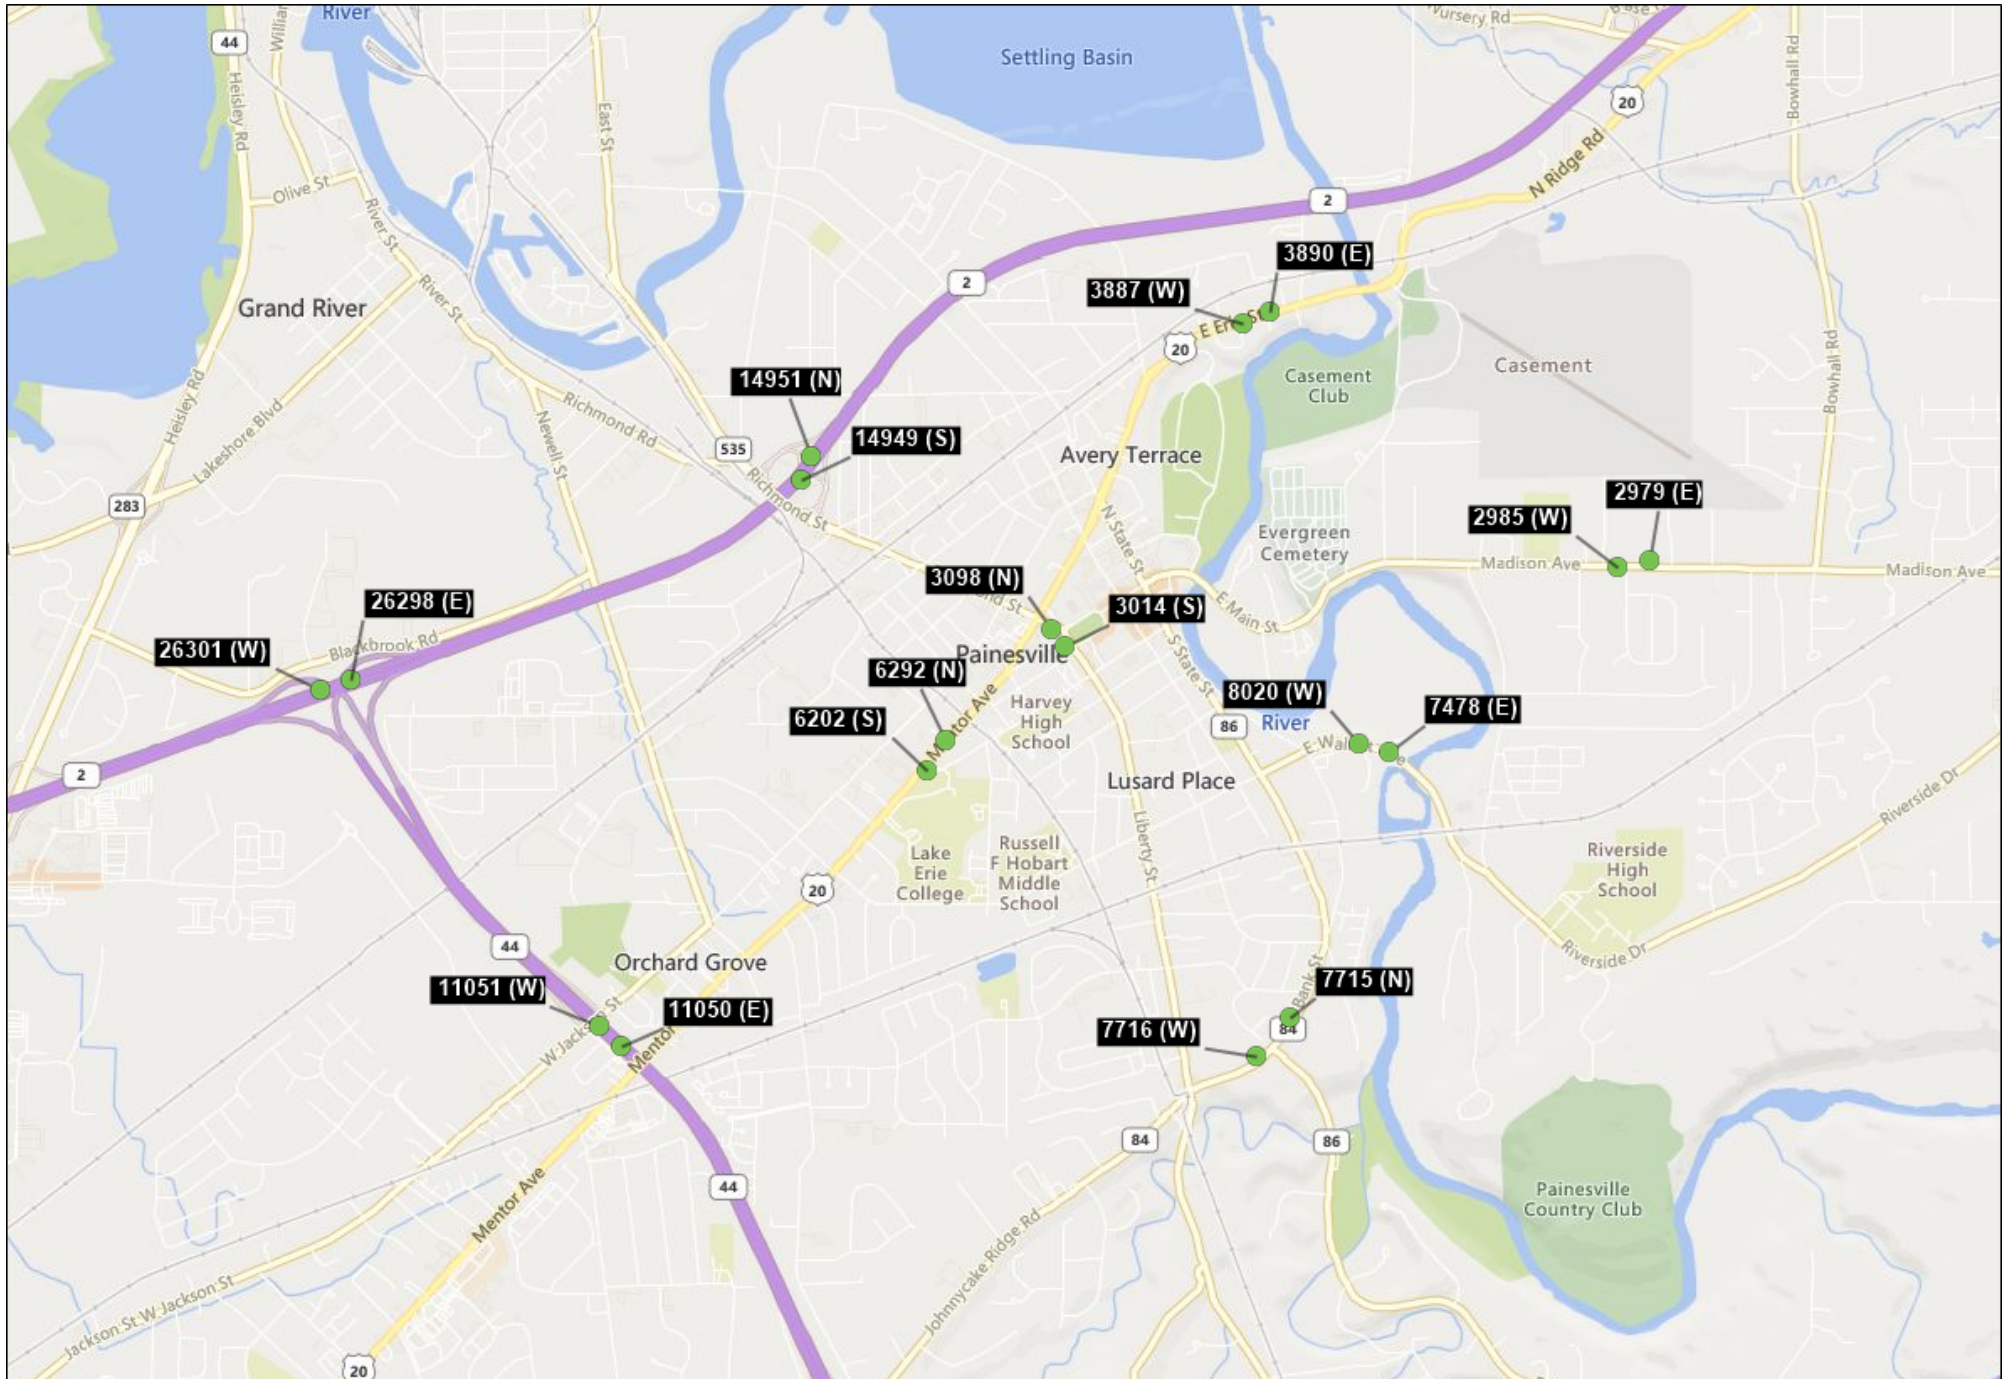 River
Settling Basin
44
Willian
Nursery Rd
Heisley Rd
East St
Bowhall Rd
20
N Ridge Rd
Olive St
River St
2
3890 (E)
2
3887 (W)
Grand River
River St
E Erie St
20
Casement
Casement
Club
Bowhall Rd
14951 (N)
Heisley Rd
Lakeshore Blvd
Richmond Rd
Newell St
535
14949 (S)
Avery Terrace
283
Richmond St
N State St
Evergreen
Cemetery
2985 (W)
2979 (E)
Madison Ave
Madison Ave
3098 (N)
3014 (S)
E Main St
26298 (E)
26301 (W)
Blackbrook Rd
Painesville
S State St
6292 (N)
6202 (S)
Mentor Ave
Harvey
High
School
8020 (W)
7478 (E)
86
River
2
Lusard Place
Riverside Dr
Liberty St
Lake
Erie
College
Russell
F Hobart
Middle
School
Riverside
High
School
20
44
Orchard Grove
Riverside Dr
11051 (W)
11050 (E)
Bank St
7715 (N)
84
7716 (W)
W Jackson St
Mentor
84
86
44
Mentor Ave
Painesville
Country Club
Johnnycake Ridge Rd
Jackson St W Jackson St
20